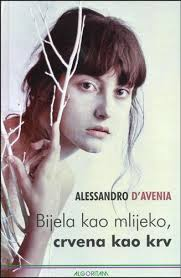 ALESSANDRO D'AVENIA
Bijela kao mlijeko,
crvena kao krv
ALGORITAM